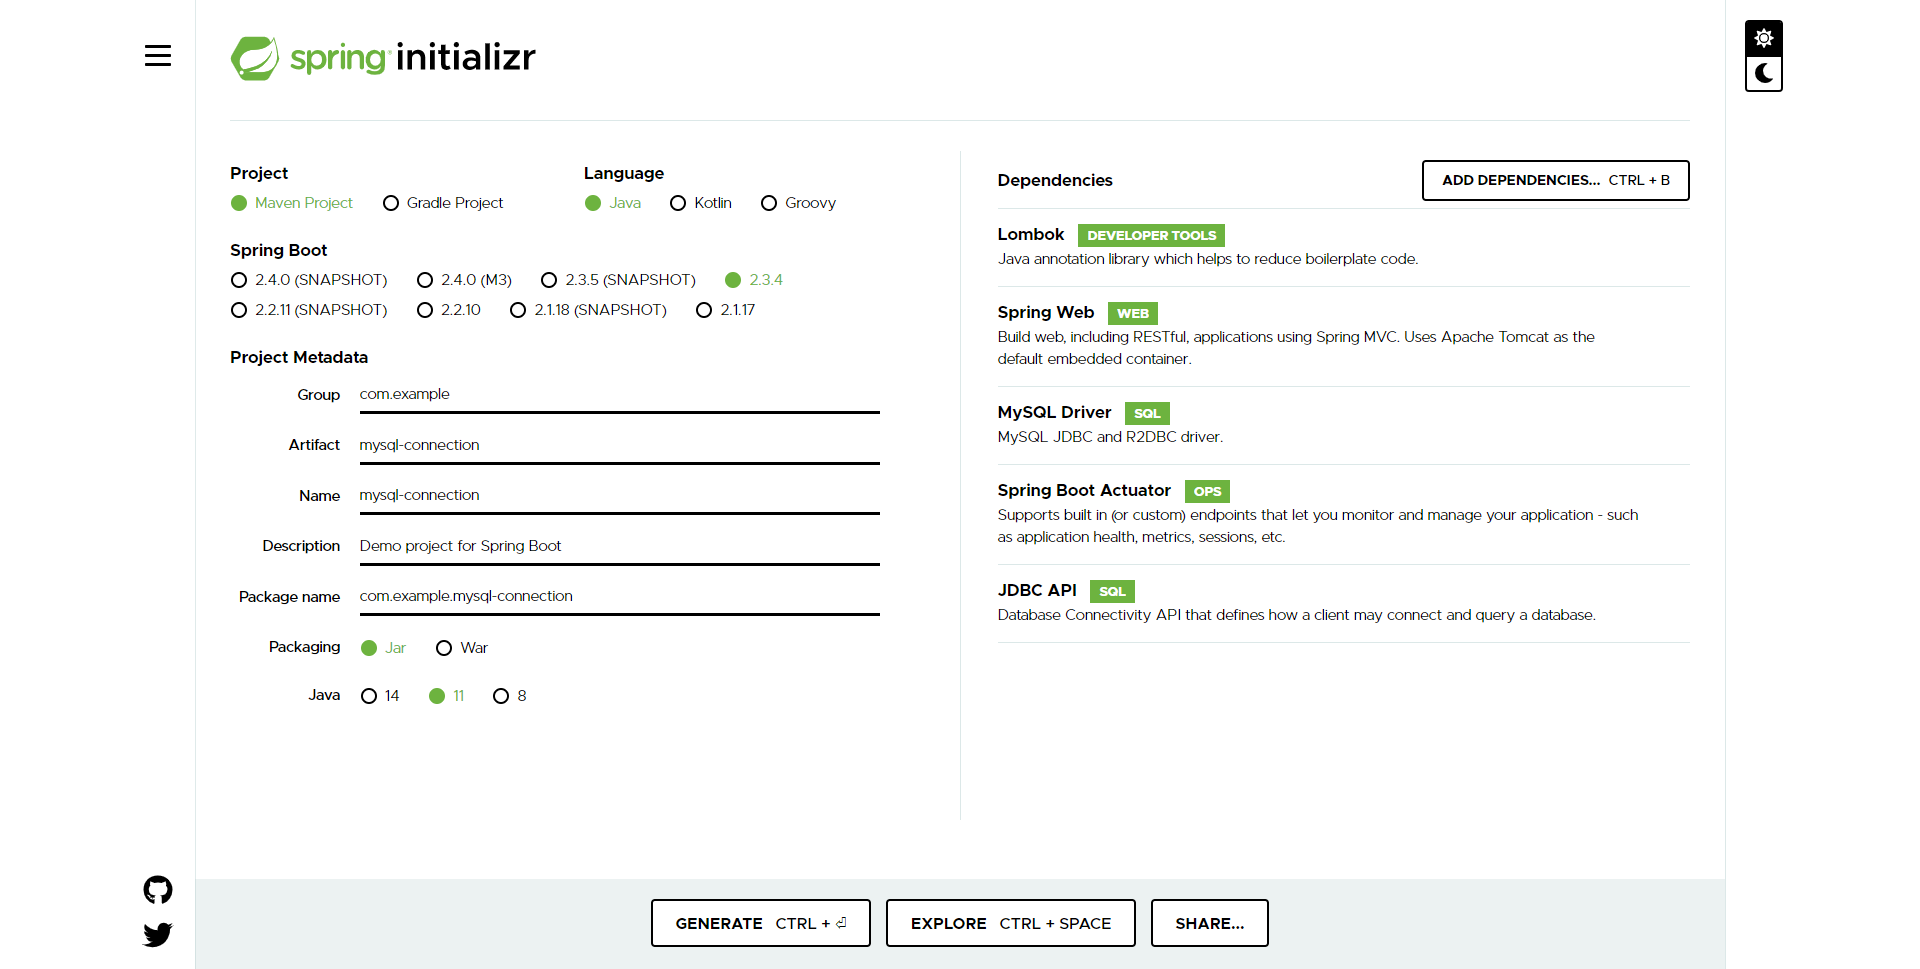 spring initializr
Project
Maven Project Gradle Project
Language
Java Kotlin Groovy
Spring Boot
2.4.0 (SNAPSHOT) 2.4.0 (M3) 2.3.5 (SNAPSHOT) 2.3.4
2.2.11 (SNAPSHOT) 2.2.10 2.1.18 (SNAPSHOT) 2.1.17
Project Metadata
Group com.example
Artifact mysql-connection
Name mysql-connection
Description Demo project for Spring Boot
Package name com.example.mysql-connection
Packaging Jar War
Java 14 11 8
Dependencies ADD DEPENDENCIES... CTRL + B
Lombok DEVELOPER TOOLS
Java annotation library which helps to reduce boilerplate code.
Spring Web WEB
Build web, including RESTful, applications using Spring MVC. Uses Apache Tomcat as the
default embedded container.
MySQL Driver SQL
MySQL JDBC and R2DBC driver.
Spring Boot Actuator OPS
Supports built in (or custom) endpoints that let you monitor and manage your application - such
as application health, metrics, sessions, etc.
JDBC API SQL
Database Connectivity API that defines how a client may connect and query a database.
GENERATE CTRL + ⏎ EXPLORE CTRL + SPACE SHARE...